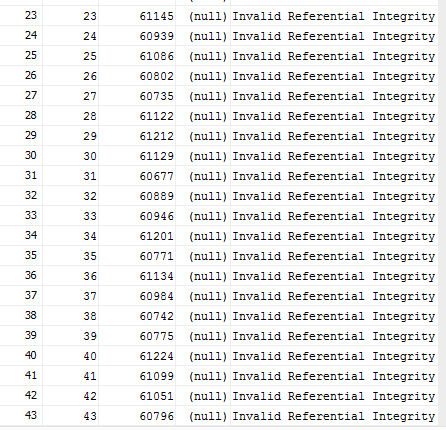 23 23 61145 (null) Invalid Referential Integrity
24 24 60939 (null) Invalid Referential Integrity
25 25 61086 (null) Invalid Referential Integrity
26 26 60802 (null) Invalid Referential Integrity
27 27 60735 (null) Invalid Referential Integrity
28 28 61122 (null) Invalid Referential Integrity
29 29 61212 (null) Invalid Referential Integrity
30 30 61129 (null) Invalid Referential Integrity
31 31 60677 (null) Invalid Referential Integrity
32 32 60889 (null) Invalid Referential Integrity
33 33 60946 (null) Invalid Referential Integrity
34 34 61201 (null) Invalid Referential Integrity
35 35 60771 (null) Invalid Referential Integrity
36 36 61134 (null) Invalid Referential Integrity
37 37 60984 (null) Invalid Referential Integrity
38 38 60742 (null) Invalid Referential Integrity
39 39 60775 (null) Invalid Referential Integrity
40 40 61224 (null) Invalid Referential Integrity
41 41 61099 (null) Invalid Referential Integrity
42 42 61051 (null) Invalid Referential Integrity
43 43 60796 (null) Invalid Referential Integrity